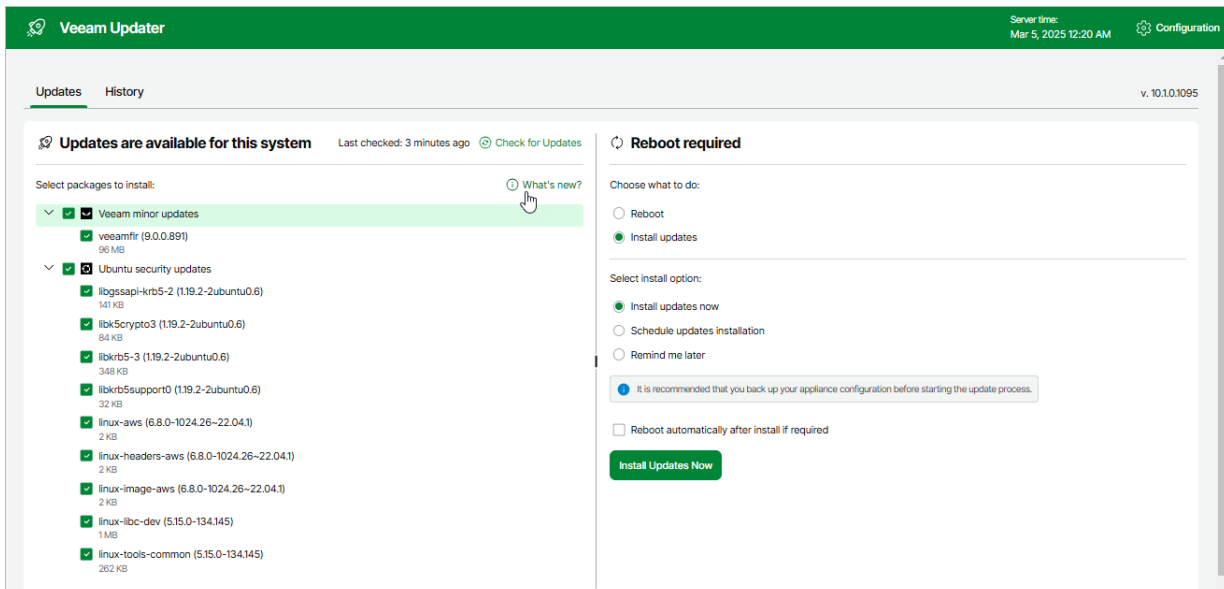 Veeam Updater
Server time:
Mar 5, 2025 12:20 AM
Configuration
Updates
History
v. 10.1.0.1095
Updates are available for this system
Last checked: 3 minutes ago
Check for Updates
Select packages to install:
What's new?
Veeam minor updates
veeamflr (9.0.0.891)
96 MB
Ubuntu security updates
libgssapi-krb5-2 (1.19.2-2ubuntu0.6)
141 KB
libk5crypto3 (1.19.2-2ubuntu0.6)
84 KB
libkrb5-3 (1.19.2-2ubuntu0.6)
348 KB
libkrb5support0 (1.19.2-2ubuntu0.6)
32 KB
linux-aws (6.8.0-1024.26~22.04.1)
2 KB
linux-headers-aws (6.8.0-1024.26~22.04.1)
2 KB
linux-image-aws (6.8.0-1024.26~22.04.1)
2 KB
linux-libc-dev (5.15.0-134.145)
1 MB
linux-tools-common (5.15.0-134.145)
262 KB
Reboot required
Choose what to do:
Reboot
Install updates
Select install option:
Install updates now
Schedule updates installation
Remind me later
It is recommended that you back up your appliance configuration before starting the update process.
Reboot automatically after install if required
Install Updates Now